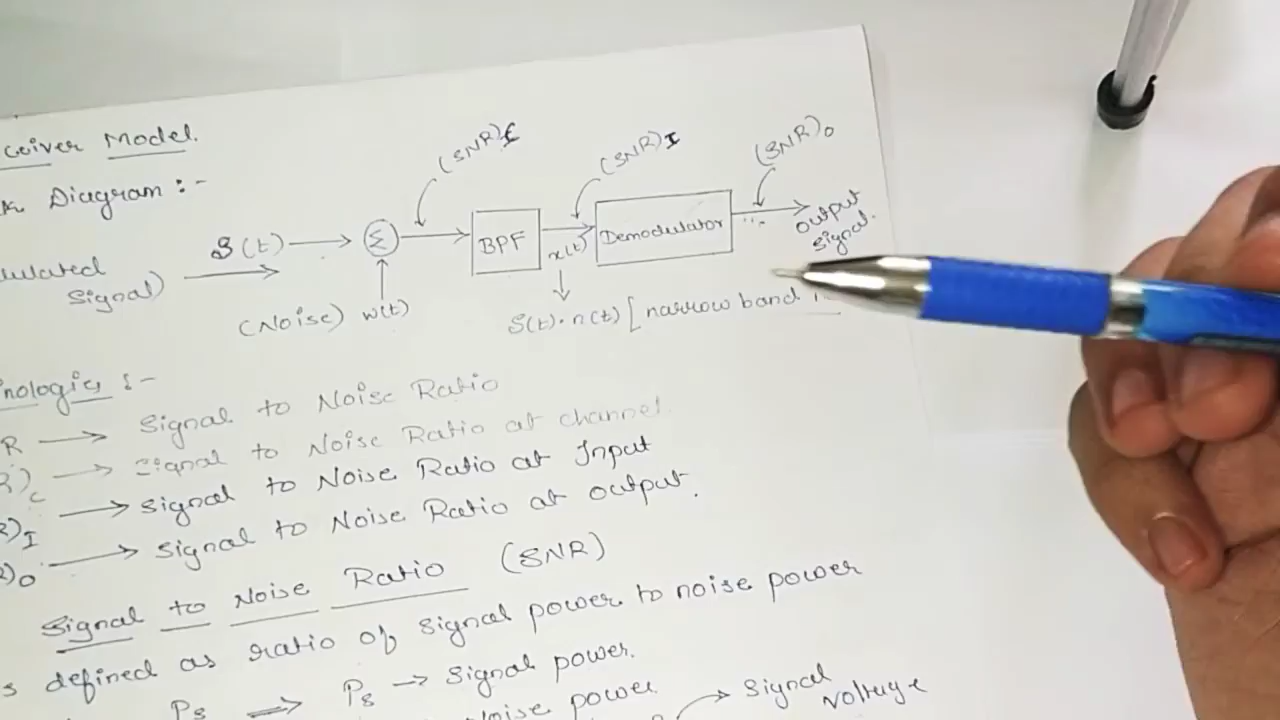 ceiver Model.
k Diagram :-
(SNR)c
(SNR)I
(SNR)o
S(t)
Σ
BPF
x(t)
Demodulator
output
signal.
dulated
signal)
(Noise) w(t)
S(t) · n(t) [narrow band
nologies :-
R → Signal to Noise Ratio
R)c → Signal to Noise Ratio at channel.
R)I → Signal to Noise Ratio at Input
R)o → Signal to Noise Ratio at output.
Signal to Noise Ratio (SNR)
s defined as ratio of signal power to noise power
Ps ⇒ Ps → Signal power.
Noise power
→ Signal
voltage